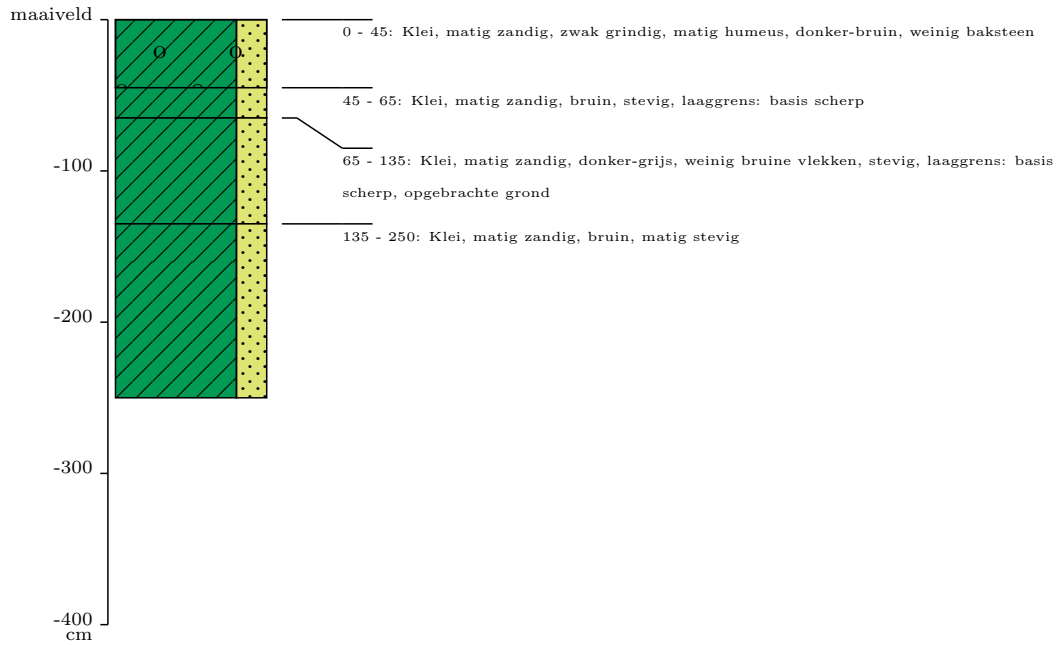 maaiveld
0 - 45: Klei, matig zandig, zwak grindig, matig humeus, donker-bruin, weinig baksteen
45 - 65: Klei, matig zandig, bruin, stevig, laaggrens: basis scherp
-100
65 - 135: Klei, matig zandig, donker-grijs, weinig bruine vlekken, stevig, laaggrens: basis
scherp, opgebrachte grond
135 - 250: Klei, matig zandig, bruin, matig stevig
-200
-300
-400
cm